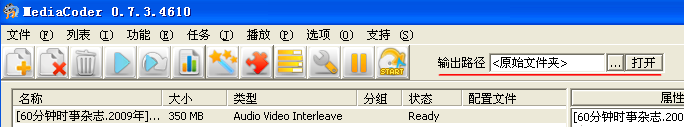 MediaCoder 0.7.3.4610
文件 (F) 列表 (I) 功能 (E) 任务 (J) 播放 (P) 选项 (O) 支持 (S)
START 输出路径 <原始文件夹> ... 打开
名称 大小 类型 分组 状态 配置文件 属性
[60分钟时事杂志.2009年]... 350 MB Audio Video Interleave Ready [60分钟时事杂志.2